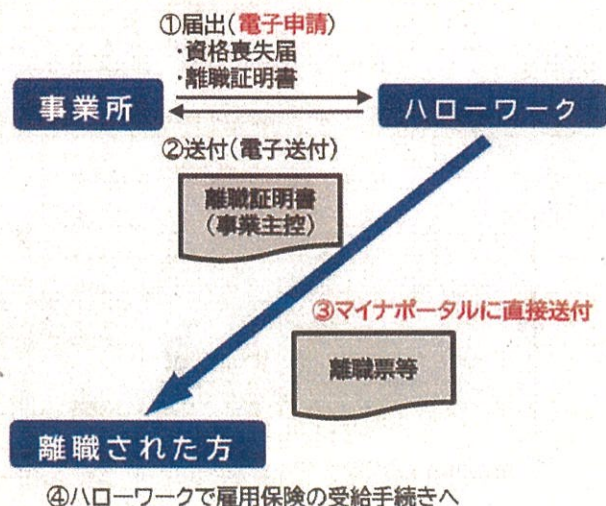 ①届出(電子申請)
・資格喪失届
・離職証明書
事業所
ハローワーク
②送付(電子送付)
離職証明書
(事業主控)
③マイナポータルに直接送付
離職票等
離職された方
④ハローワークで雇用保険の受給手続きへ